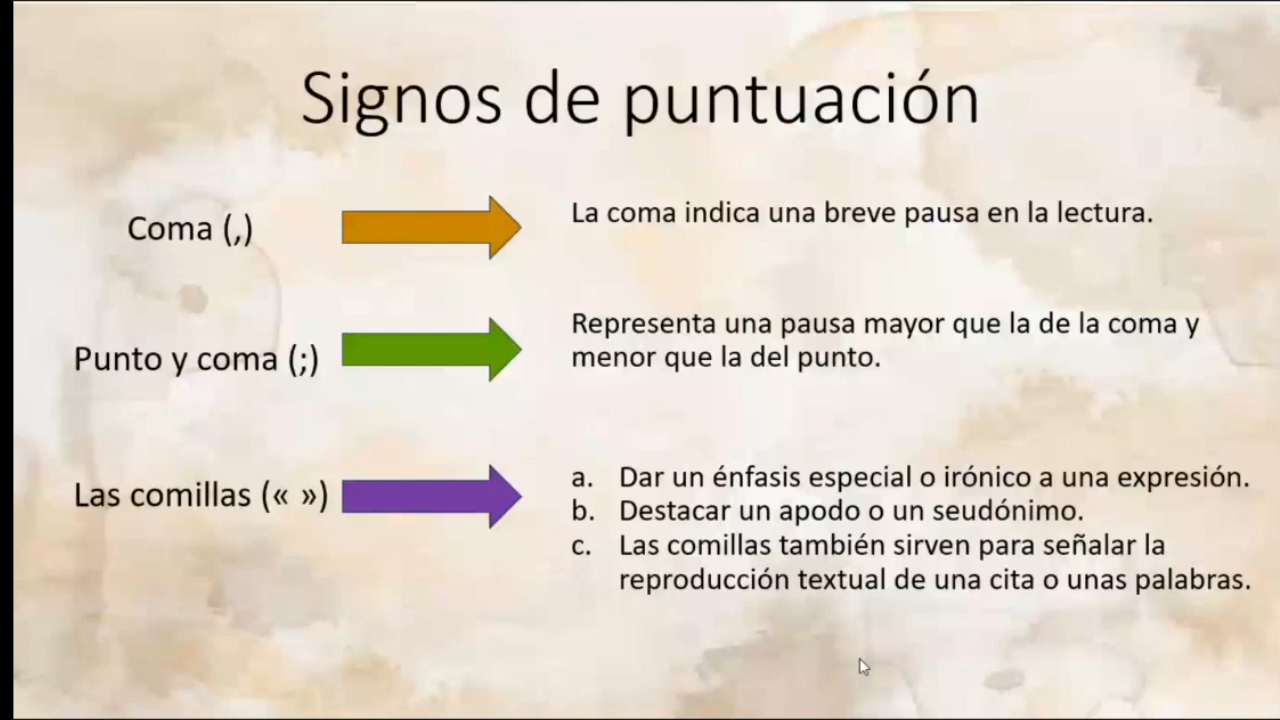 Signos de puntuación
Coma (,)
La coma indica una breve pausa en la lectura.
Punto y coma (;)
Representa una pausa mayor que la de la coma y
menor que la del punto.
Las comillas (« »)
a. Dar un énfasis especial o irónico a una expresión.
b. Destacar un apodo o un seudónimo.
c. Las comillas también sirven para señalar la
reproducción textual de una cita o unas palabras.